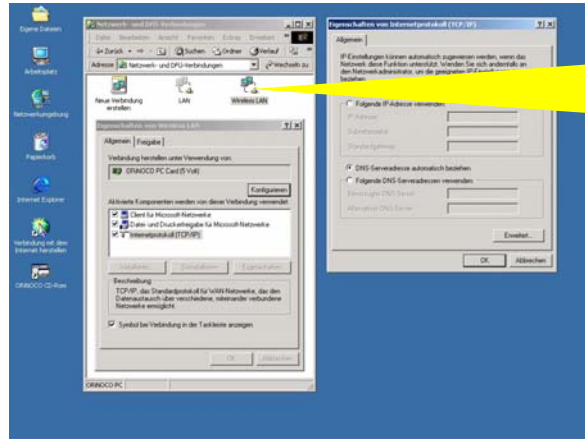 Eigene Dateien
Arbeitsplatz
Netzwerkumgebung
Papierkorb
Internet Explorer
Verbindung mit dem
Internet herstellen
ORiNOCO CD-Rom
Netzwerk- und DFÜ-Verbindungen
Datei Bearbeiten Ansicht Favoriten Extras Erweitert
Zurück Suchen Ordner Verlauf
Adresse Netzwerk- und DFÜ-Verbindungen Wechseln zu
Neue Verbindung
erstellen
LAN
Wireless LAN
Eigenschaften von Wireless LAN
Allgemein Freigabe
Verbindung herstellen unter Verwendung von:
ORiNOCO PC Card (5 Volt)
Konfigurieren
Aktivierte Komponenten werden von dieser Verbindung verwendet:
Client für Microsoft-Netzwerke
Datei- und Druckerfreigabe für Microsoft-Netzwerke
Internetprotokoll (TCP/IP)
Installieren... Deinstallieren Eigenschaften
Beschreibung
TCP/IP, das Standardprotokoll für WAN-Netzwerke, das den
Datenaustausch über verschiedene, miteinander verbundene
Netzwerke ermöglicht.
Symbol bei Verbindung in der Taskleiste anzeigen
OK Abbrechen
ORiNOCO PC
Eigenschaften von Internetprotokoll (TCP/IP)
Allgemein
IP-Einstellungen können automatisch zugewiesen werden, wenn das
Netzwerk diese Funktion unterstützt. Wenden Sie sich andernfalls an
den Netzwerkadministrator, um die geeigneten IP-Einstellungen zu
beziehen.
Folgende IP-Adresse verwenden:
IP-Adresse:
Subnetzmaske:
Standardgateway:
DNS-Serveradresse automatisch beziehen
Folgende DNS-Serveradressen verwenden:
Bevorzugter DNS-Server:
Alternativer DNS-Server:
Erweitert...
OK Abbrechen